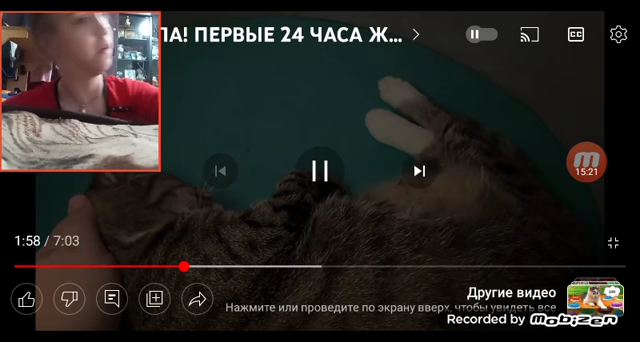 ЛА! ПЕРВЫЕ 24 ЧАСА Ж...
CC
15:21
1:58 / 7:03
Другие видео
Нажмите или проведите по экрану вверх, чтобы увидеть все
Recorded by Mobizen